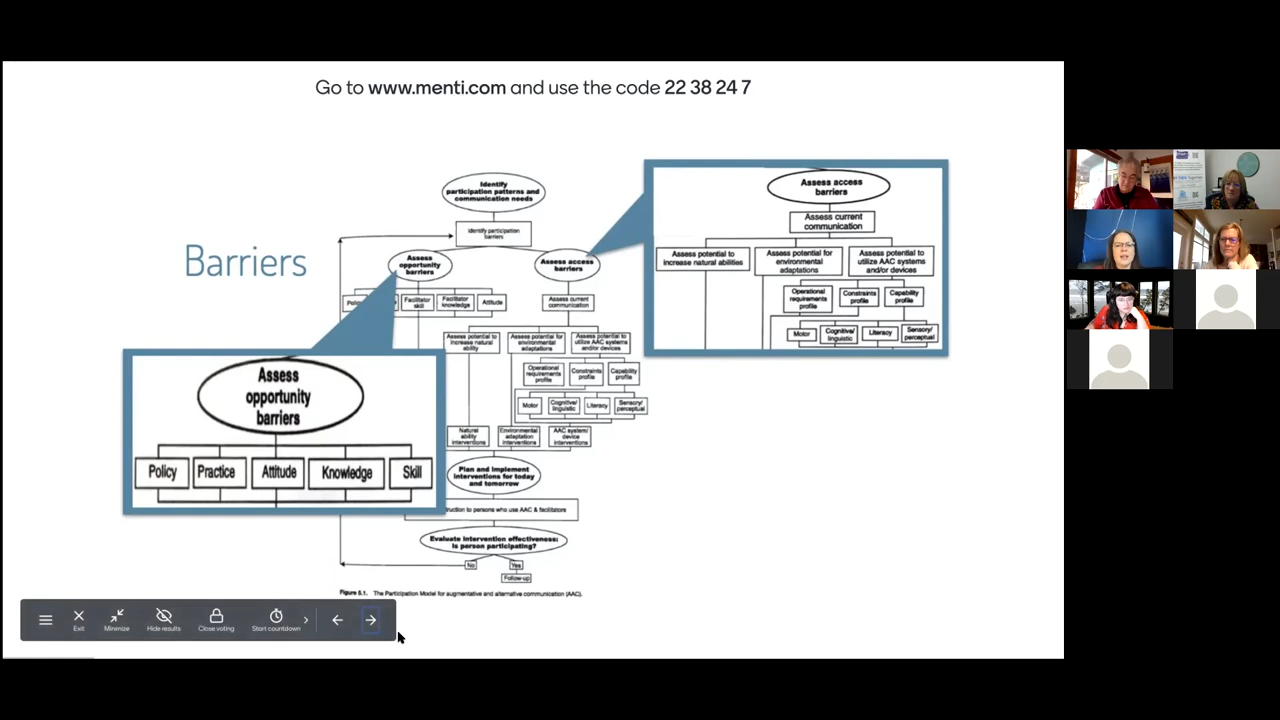 Go to www.menti.com and use the code 22 38 24 7
Barriers
Identify
participation patterns and
communication needs
Identify participation
barriers
Assess
opportunity
barriers
Assess access
barriers
Facilitator
skill
Facilitator
knowledge
Attitude
Assess current
communication
Assess potential to
increase natural
ability
Assess potential for
environmental
adaptations
Assess potential to
utilize AAC systems
and/or devices
Operational
requirements
profile
Constraints
profile
Capability
profile
Motor
Cognitive/
linguistic
Literacy
Sensory/
perceptual
Natural
ability
interventions
Environmental
adaptation
interventions
AAC system/
device
interventions
Plan and implement
interventions for today
and tomorrow
truction to persons who use AAC & facilitators
Evaluate intervention effectiveness:
Is person participating?
No
Yes
Follow-up
Figure 5.1. The Participation Model for augmentative and alternative communication (AAC).
Assess
opportunity
barriers
Policy
Practice
Attitude
Knowledge
Skill
Assess access
barriers
Assess current
communication
Assess potential to
increase natural abilities
Assess potential for
environmental
adaptations
Assess potential to
utilize AAC systems
and/or devices
Operational
requirements
profile
Constraints
profile
Capability
profile
Motor
Cognitive/
linguistic
Literacy
Sensory/
perceptual
Exit
Minimize
Hide results
Close voting
Start countdown